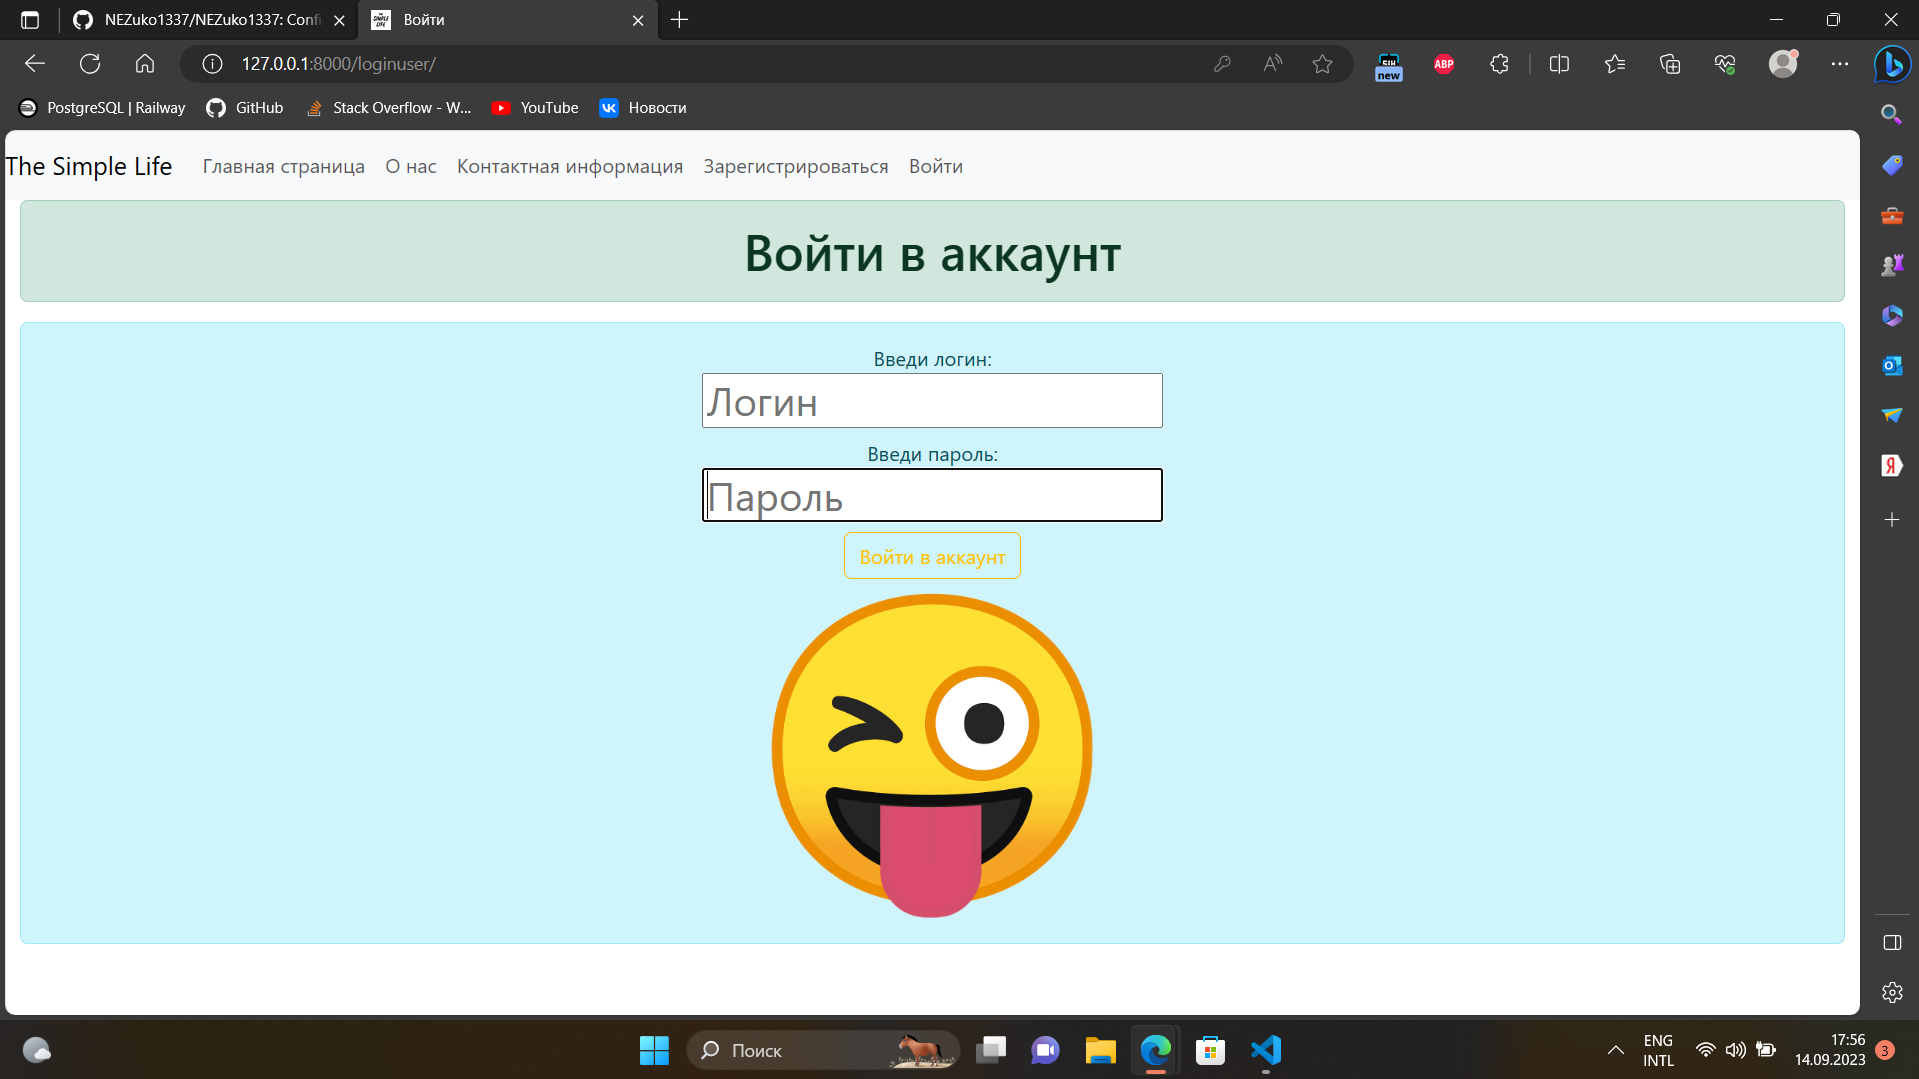 NEZuko1337/NEZuko1337: Confi
Войти
127.0.0.1:8000/loginuser/
new
ABP
PostgreSQL | Railway
GitHub
Stack Overflow - W...
YouTube
Новости
The Simple Life
Главная страница
О нас
Контактная информация
Зарегистрироваться
Войти
Войти в аккаунт
Введи логин:
Логин
Введи пароль:
Пароль
Войти в аккаунт
Поиск
ENG
INTL
17:56
14.09.2023
3